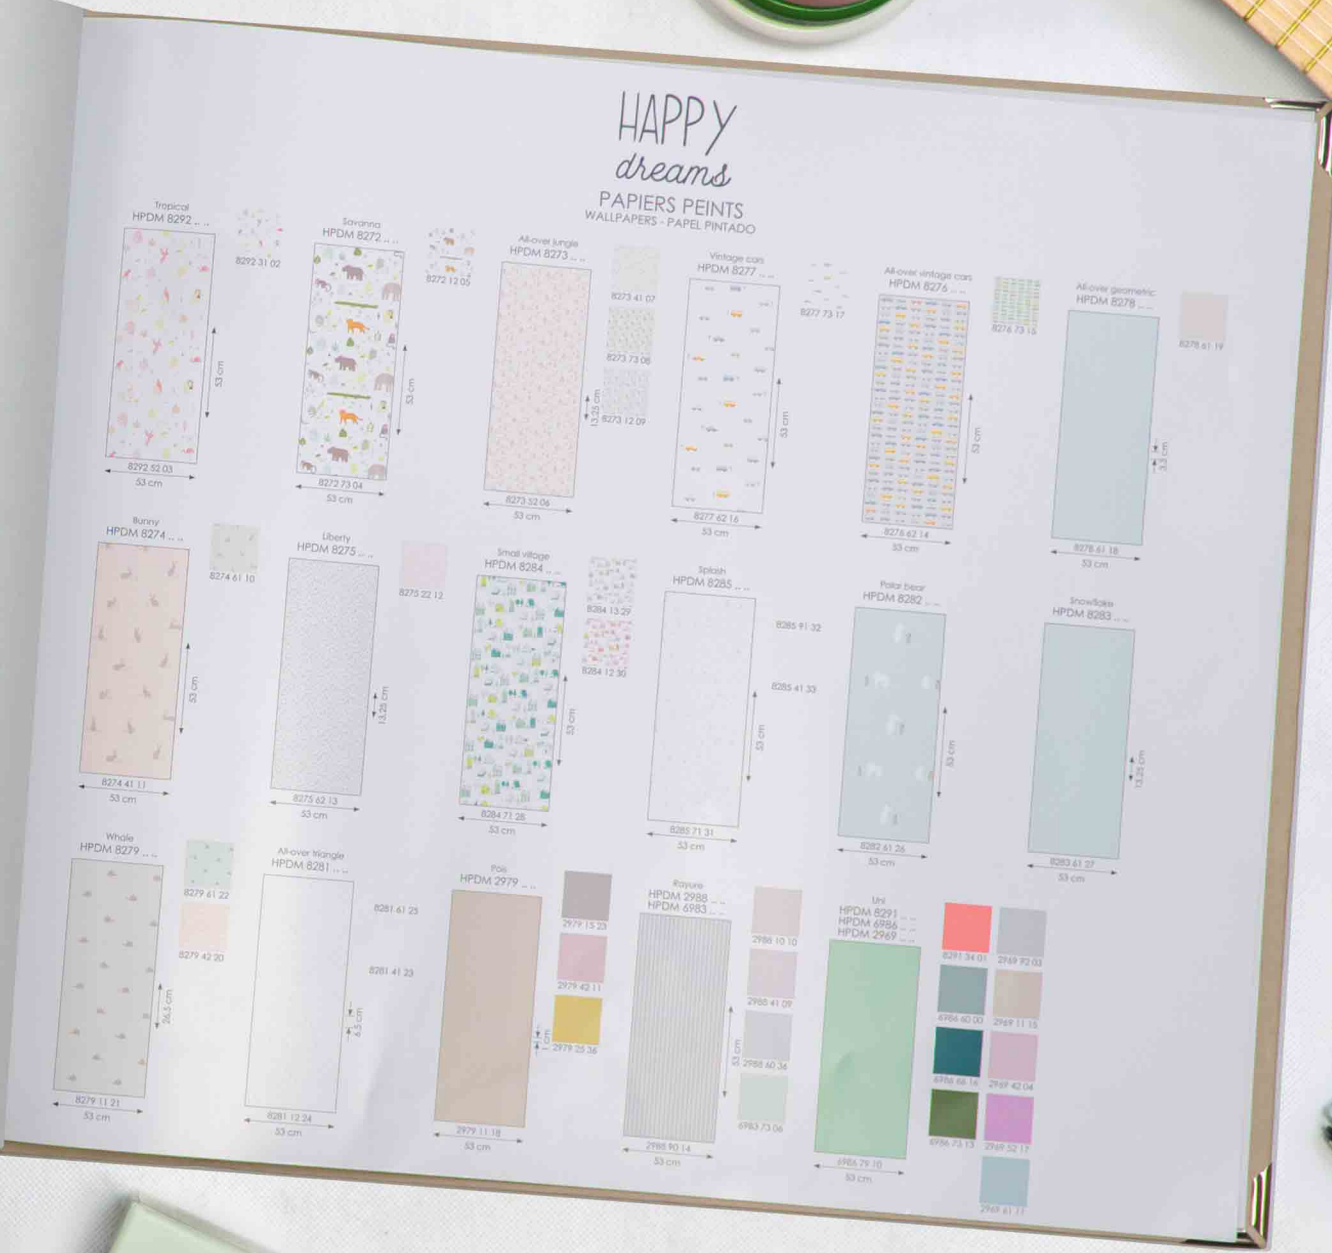 HAPPY
dreams
PAPIERS PEINTS
WALLPAPERS - PAPEL PINTADO
Tropical
HPDM 8292 _ _ _ _
8292 31 02
53 cm
8292 52 03
53 cm
Savanna
HPDM 8272 _ _ _ _
8272 12 05
53 cm
8272 73 04
53 cm
All-over jungle
HPDM 8273 _ _ _ _
8273 41 07
8273 73 08
8273 12 09
13,25 cm
8273 52 06
53 cm
Vintage cars
HPDM 8277 _ _ _ _
8277 73 17
53 cm
8277 62 16
53 cm
All-over vintage cars
HPDM 8276 _ _ _ _
8276 73 15
53 cm
8276 62 14
53 cm
All-over geometric
HPDM 8278 _ _ _ _
8278 61 19
8278 61 18
53 cm
Bunny
HPDM 8274 _ _ _ _
8274 61 10
53 cm
8274 41 11
53 cm
Liberty
HPDM 8275 _ _ _ _
8275 22 12
13,25 cm
8275 62 13
53 cm
Small village
HPDM 8284 _ _ _ _
8284 13 29
8284 12 30
53 cm
8284 71 28
53 cm
Splash
HPDM 8285 _ _ _ _
8285 91 32
8285 41 33
53 cm
8285 71 31
53 cm
Polar bear
HPDM 8282 _ _ _ _
53 cm
8282 61 26
53 cm
Snowflake
HPDM 8283 _ _ _ _
13,25 cm
8283 61 27
53 cm
Whale
HPDM 8279 _ _ _ _
8279 61 22
8279 42 20
26,5 cm
8279 11 21
53 cm
All-over triangle
HPDM 8281 _ _ _ _
8281 61 25
8281 41 23
6,5 cm
8281 12 24
53 cm
Pois
HPDM 2979 _ _ _ _
2979 15 23
2979 42 11
2979 25 36
1 cm
2979 11 18
53 cm
Rayure
HPDM 2988 _ _ _ _
HPDM 6983 _ _ _ _
2988 10 10
2988 41 09
2988 60 36
6983 73 06
53 cm
2988 90 14
53 cm
Uni
HPDM 8291 _ _ _ _
HPDM 6986 _ _ _ _
HPDM 2969 _ _ _ _
8291 34 01
2969 92 03
6986 60 00
2969 11 15
6986 66 16
2969 42 04
6986 73 13
2969 52 17
2969 61 11
6986 79 10
53 cm